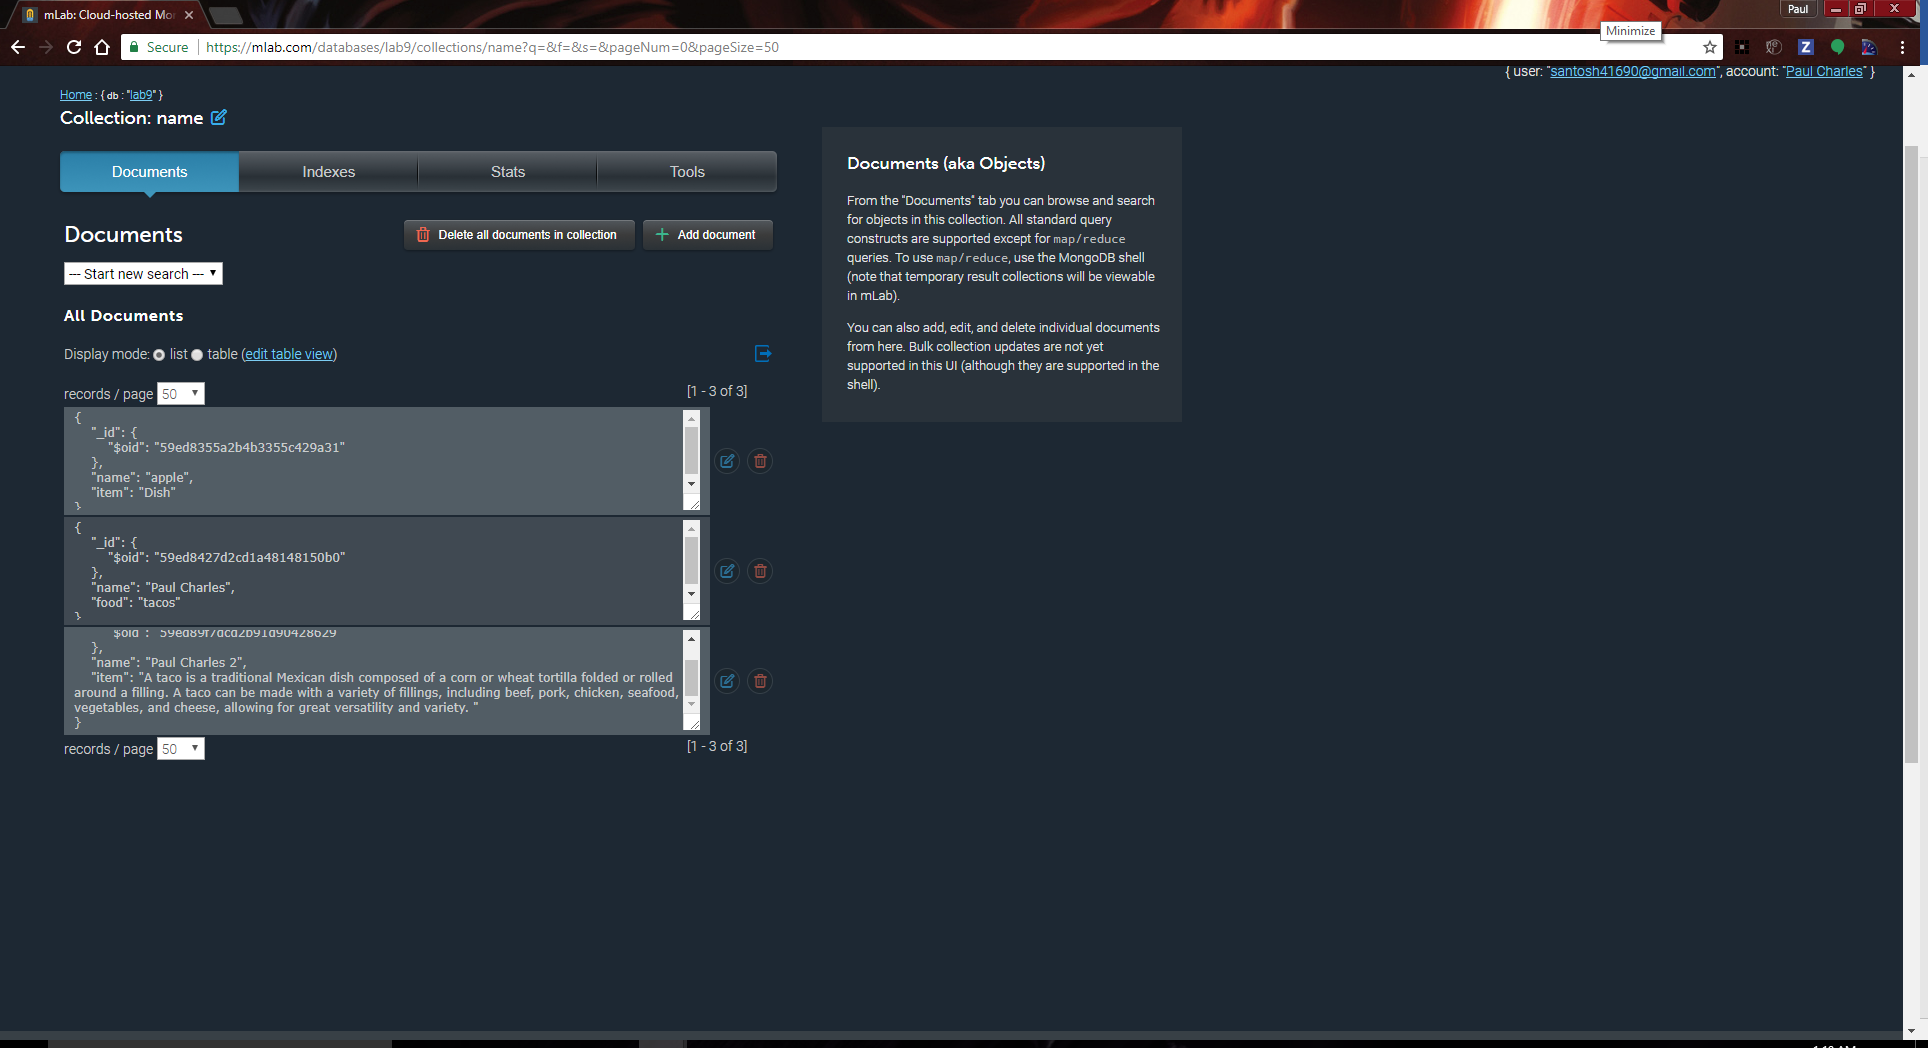 mLab: Cloud-hosted Mo
Paul
Minimize
Secure
https://mlab.com/databases/lab9/collections/name?q=&f=&s=&pageNum=0&pageSize=50
{ user: "santosh41690@gmail.com", account: "Paul Charles" }
Home : { db : "lab9" }
Collection: name
Documents
Indexes
Stats
Tools
Documents
Delete all documents in collection
Add document
--- Start new search ---
All Documents
Display mode: list table (edit table view)
records / page 50
[1 - 3 of 3]
{
"_id": {
"$oid": "59ed8355a2b4b3355c429a31"
},
"name": "apple",
"item": "Dish"
}
{
"_id": {
"$oid": "59ed8427d2cd1a48148150b0"
},
"name": "Paul Charles",
"food": "tacos"
}
"$oid": "59ed89f7dcd2b91d90428629"
},
"name": "Paul Charles 2",
"item": "A taco is a traditional Mexican dish composed of a corn or wheat tortilla folded or rolled
around a filling. A taco can be made with a variety of fillings, including beef, pork, chicken, seafood,
vegetables, and cheese, allowing for great versatility and variety. "
}
records / page 50
[1 - 3 of 3]
Documents (aka Objects)
From the "Documents" tab you can browse and search
for objects in this collection. All standard query
constructs are supported except for map/reduce
queries. To use map/reduce, use the MongoDB shell
(note that temporary result collections will be viewable
in mLab).
You can also add, edit, and delete individual documents
from here. Bulk collection updates are not yet
supported in this UI (although they are supported in the
shell).